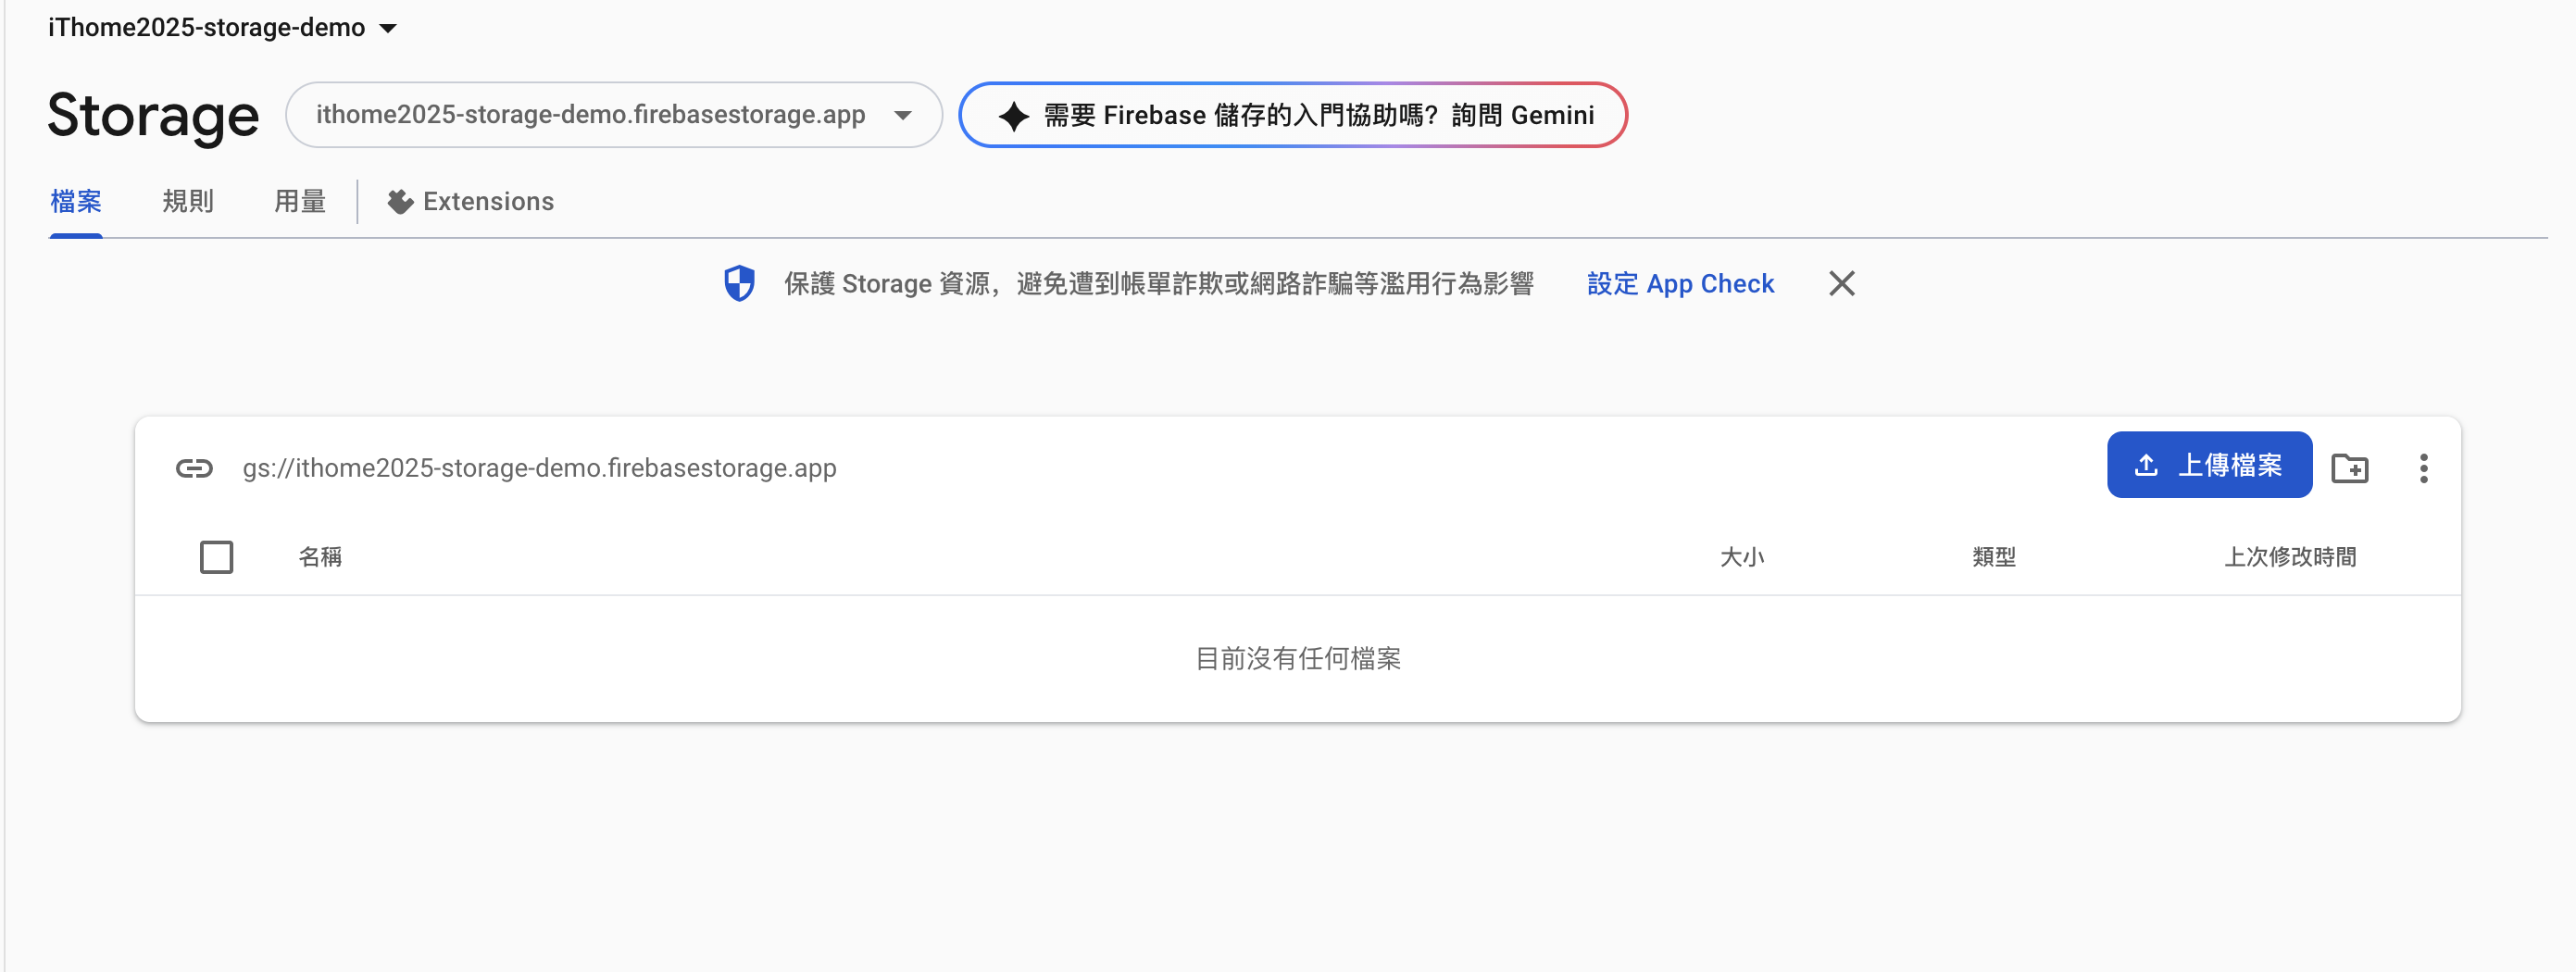 iThome2025-storage-demo
Storage
ithome2025-storage-demo.firebasestorage.app
需要 Firebase 儲存的入門協助嗎？詢問 Gemini
檔案
規則
用量
Extensions
保護 Storage 資源，避免遭到帳單詐欺或網路詐騙等濫用行為影響
設定 App Check
gs://ithome2025-storage-demo.firebasestorage.app
上傳檔案
名稱
大小
類型
上次修改時間
目前沒有任何檔案